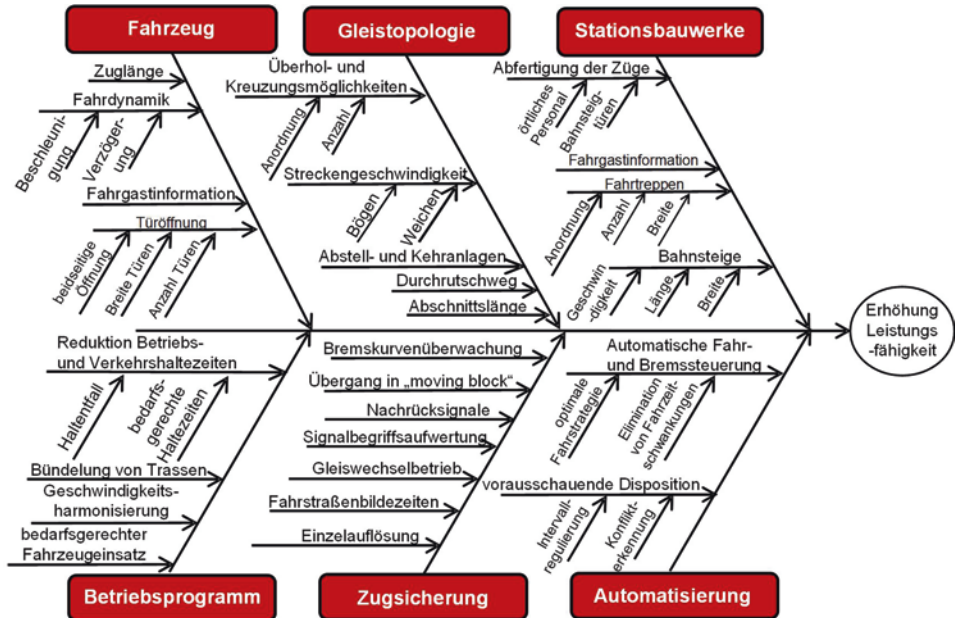 Fahrzeug
Gleistopologie
Stationsbauwerke
Zuglänge
Fahrdynamik
Beschleuni-
gung
Verzöger-
ung
Fahrgastinformation
Türöffnung
beidseitige
Öffnung
Breite Türen
Anzahl Türen
Überhol- und
Kreuzungsmöglichkeiten
Anordnung
Anzahl
Streckengeschwindigkeit
Bögen
Weichen
Abstell- und Kehranlagen
Durchrutschweg
Abschnittslänge
Abfertigung der Züge
örtliches
Personal
Bahnsteig-
türen
Fahrgastinformation
Fahrtreppen
Anordnung
Anzahl
Breite
Bahnsteige
Geschwin
-digkeit
Länge
Breite
Erhöhung
Leistungs
-fähigkeit
Reduktion Betriebs-
und Verkehrshaltezeiten
Haltentfall
bedarfs-
gerechte
Haltezeiten
Bündelung von Trassen
Geschwindigkeits-
harmonisierung
bedarfsgerechter
Fahrzeugeinsatz
Bremskurvenüberwachung
Übergang in „moving block“
Nachrücksignale
Signalbegriffsaufwertung
Gleiswechselbetrieb
Fahrstraßenbildezeiten
Einzelauflösung
Automatische Fahr-
und Bremssteuerung
optimale
Fahrstrategie
Elimination
von Fahrzeit-
schwankungen
vorausschauende Disposition
Intervall-
regulierung
Konflikt-
erkennung
Betriebsprogramm
Zugsicherung
Automatisierung